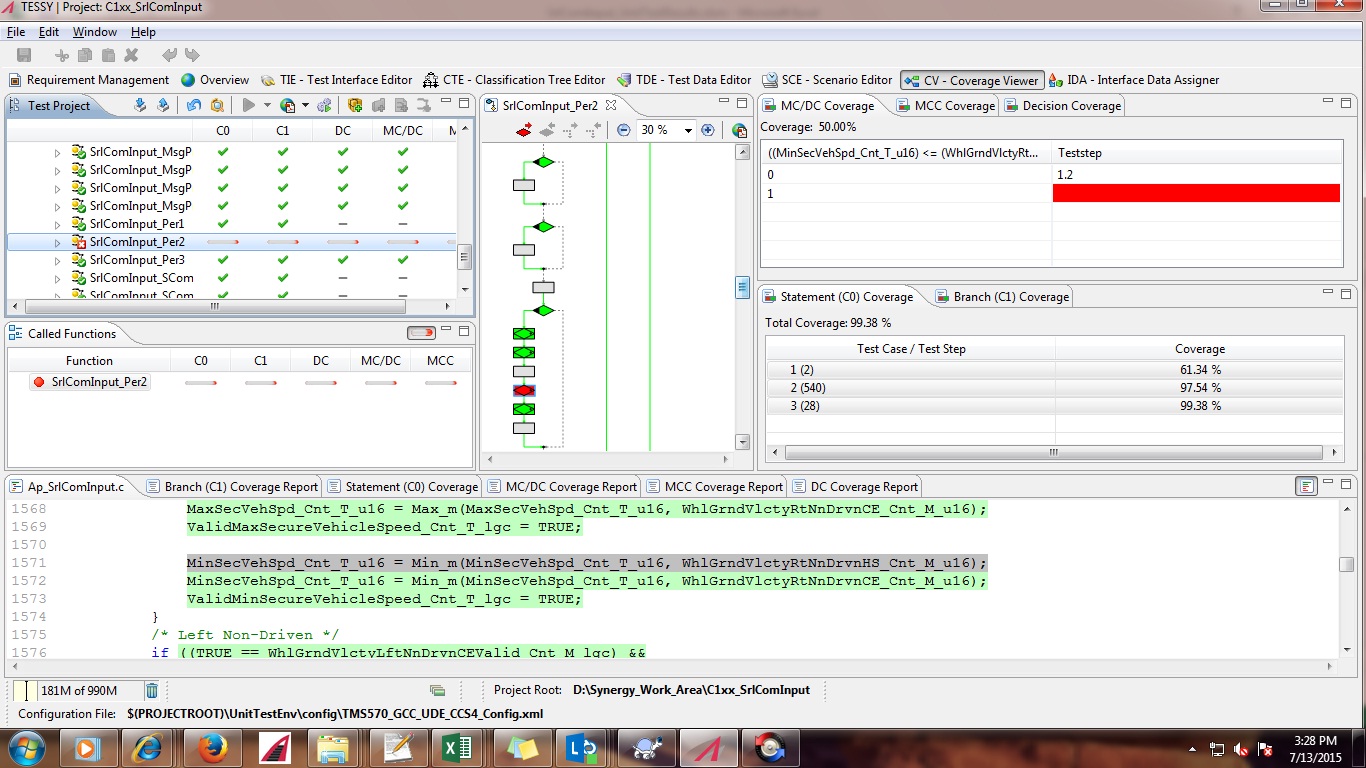 TESSY | Project: C1xx_SrlComInput
File Edit Window Help
Requirement Management Overview TIE - Test Interface Editor CTE - Classification Tree Editor TDE - Test Data Editor SCE - Scenario Editor CV - Coverage Viewer IDA - Interface Data Assigner
Test Project
C0 C1 DC MC/DC M
SrlComInput_MsgP
SrlComInput_MsgP
SrlComInput_MsgP
SrlComInput_MsgP
SrlComInput_Per1
SrlComInput_Per2
SrlComInput_Per3
SrlComInput_SCom
SrlComInput_SCom
Called Functions
Function C0 C1 DC MC/DC MCC
SrlComInput_Per2
SrlComInput_Per2
30 %
MC/DC Coverage MCC Coverage Decision Coverage
Coverage: 50.00%
((MinSecVehSpd_Cnt_T_u16) <= (WhlGrndVlctyRt... Teststep
0 1.2
1
Statement (C0) Coverage Branch (C1) Coverage
Total Coverage: 99.38 %
Test Case / Test Step Coverage
1 (2) 61.34 %
2 (540) 97.54 %
3 (28) 99.38 %
Ap_SrlComInput.c Branch (C1) Coverage Report Statement (C0) Coverage MC/DC Coverage Report MCC Coverage Report DC Coverage Report
1568 MaxSecVehSpd_Cnt_T_u16 = Max_m(MaxSecVehSpd_Cnt_T_u16, WhlGrndVlctyRtNnDrvnCE_Cnt_M_u16);
1569 ValidMaxSecureVehicleSpeed_Cnt_T_lgc = TRUE;
1570
1571 MinSecVehSpd_Cnt_T_u16 = Min_m(MinSecVehSpd_Cnt_T_u16, WhlGrndVlctyRtNnDrvnHS_Cnt_M_u16);
1572 MinSecVehSpd_Cnt_T_u16 = Min_m(MinSecVehSpd_Cnt_T_u16, WhlGrndVlctyRtNnDrvnCE_Cnt_M_u16);
1573 ValidMinSecureVehicleSpeed_Cnt_T_lgc = TRUE;
1574 }
1575 /* Left Non-Driven */
1576 if ((TRUE == WhlGrndVlctyLftNnDrvnCEValid_Cnt_M_lgc) &&
181M of 990M Project Root: D:\Synergy_Work_Area\C1xx_SrlComInput
Configuration File: $(PROJECTROOT)\UnitTestEnv\config\TMS570_GCC_UDE_CCS4_Config.xml
3:28 PM
7/13/2015